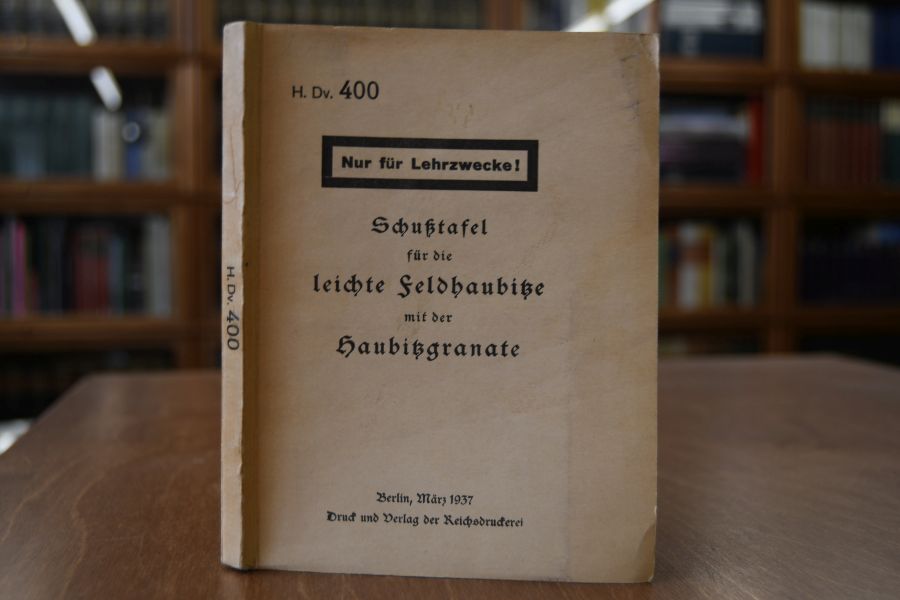 H. Dv. 400
Nur für Lehrzwecke!
Schußtafel
für die
leichte Feldhaubitze
mit der
Haubitzgranate
Berlin, März 1937
Druck und Verlag der Reichsdruckerei
H. Dv. 400